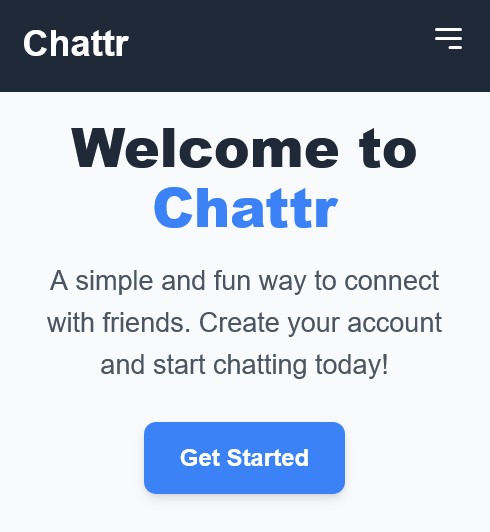 Chattr
Welcome to
Chattr
A simple and fun way to connect
with friends. Create your account
and start chatting today!
Get Started